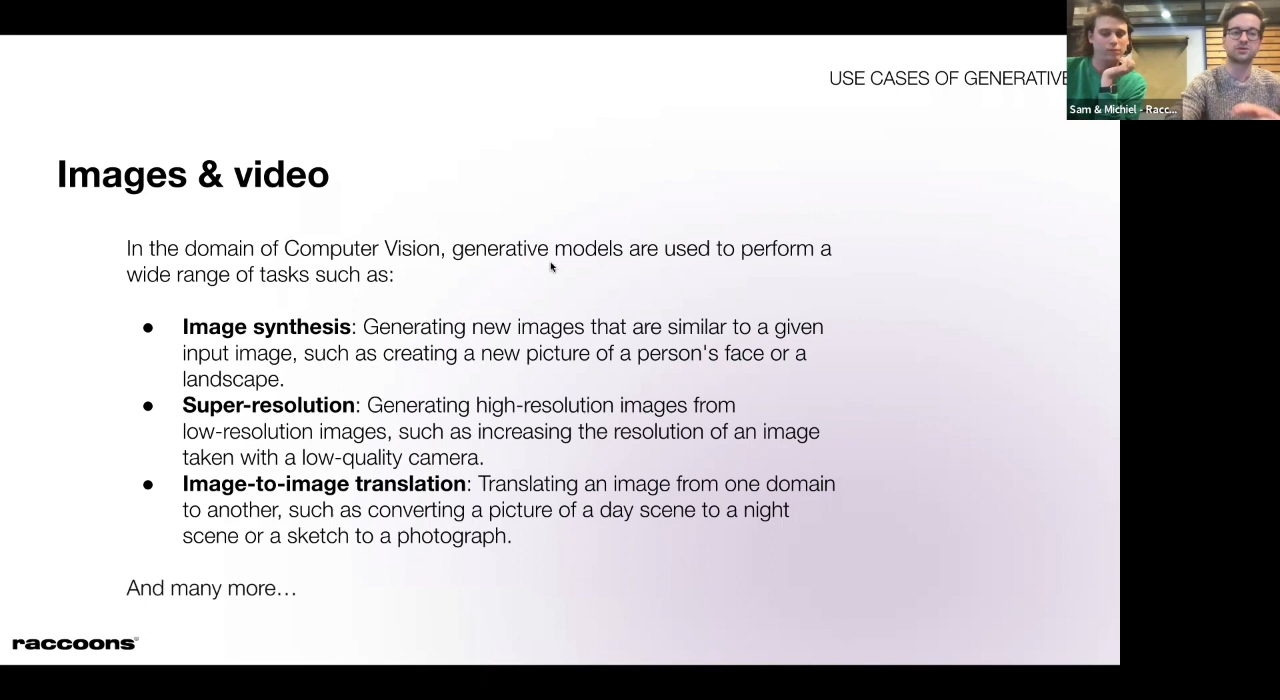 USE CASES OF GENERATIVE
Sam & Michiel - Racc...
Images & video
In the domain of Computer Vision, generative models are used to perform a
wide range of tasks such as:
● Image synthesis: Generating new images that are similar to a given
input image, such as creating a new picture of a person's face or a
landscape.
● Super-resolution: Generating high-resolution images from
low-resolution images, such as increasing the resolution of an image
taken with a low-quality camera.
● Image-to-image translation: Translating an image from one domain
to another, such as converting a picture of a day scene to a night
scene or a sketch to a photograph.
And many more…
raccoons®